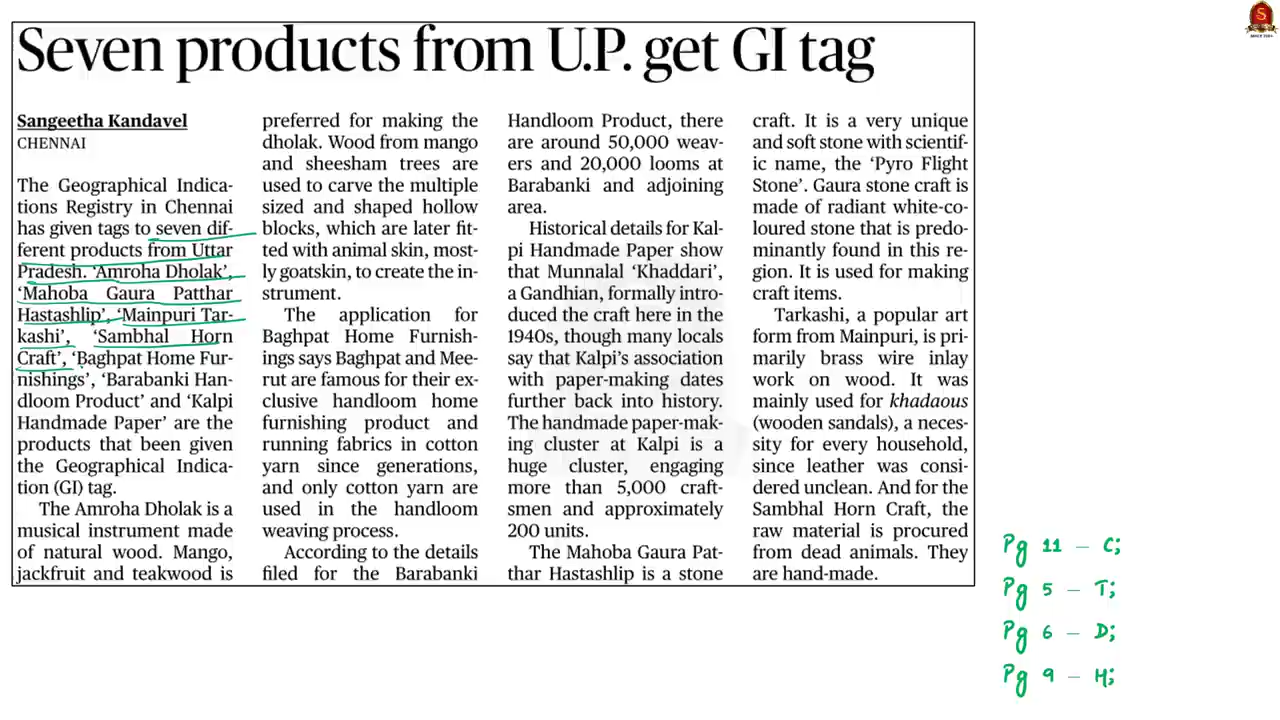 Seven products from U.P. get GI tag
Sangeetha Kandavel
CHENNAI
The Geographical Indica-
tions Registry in Chennai
has given tags to seven dif-
ferent products from Uttar
Pradesh. ‘Amroha Dholak’,
‘Mahoba Gaura Patthar
Hastashlip’, ‘Mainpuri Tar-
kashi’, ‘Sambhal Horn
Craft’, ‘Baghpat Home Fur-
nishings’, ‘Barabanki Han-
dloom Product’ and ‘Kalpi
Handmade Paper’ are the
products that been given
the Geographical Indica-
tion (GI) tag.
The Amroha Dholak is a
musical instrument made
of natural wood. Mango,
jackfruit and teakwood is
preferred for making the
dholak. Wood from mango
and sheesham trees are
used to carve the multiple
sized and shaped hollow
blocks, which are later fit-
ted with animal skin, most-
ly goatskin, to create the in-
strument.
The application for
Baghpat Home Furnish-
ings says Baghpat and Mee-
rut are famous for their ex-
clusive handloom home
furnishing product and
running fabrics in cotton
yarn since generations,
and only cotton yarn are
used in the handloom
weaving process.
According to the details
filed for the Barabanki
Handloom Product, there
are around 50,000 weav-
ers and 20,000 looms at
Barabanki and adjoining
area.
Historical details for Kal-
pi Handmade Paper show
that Munnalal ‘Khaddari’,
a Gandhian, formally intro-
duced the craft here in the
1940s, though many locals
say that Kalpi’s association
with paper-making dates
further back into history.
The handmade paper-mak-
ing cluster at Kalpi is a
huge cluster, engaging
more than 5,000 craft-
smen and approximately
200 units.
The Mahoba Gaura Pat-
thar Hastashlip is a stone
craft. It is a very unique
and soft stone with scientif-
ic name, the ‘Pyro Flight
Stone’. Gaura stone craft is
made of radiant white-co-
loured stone that is predo-
minantly found in this re-
gion. It is used for making
craft items.
Tarkashi, a popular art
form from Mainpuri, is pri-
marily brass wire inlay
work on wood. It was
mainly used for khadaous
(wooden sandals), a neces-
sity for every household,
since leather was consi-
dered unclean. And for the
Sambhal Horn Craft, the
raw material is procured
from dead animals. They
are hand-made.
S
Pg 11 – C;
Pg 5 – T;
Pg 6 – D;
Pg 9 – H;